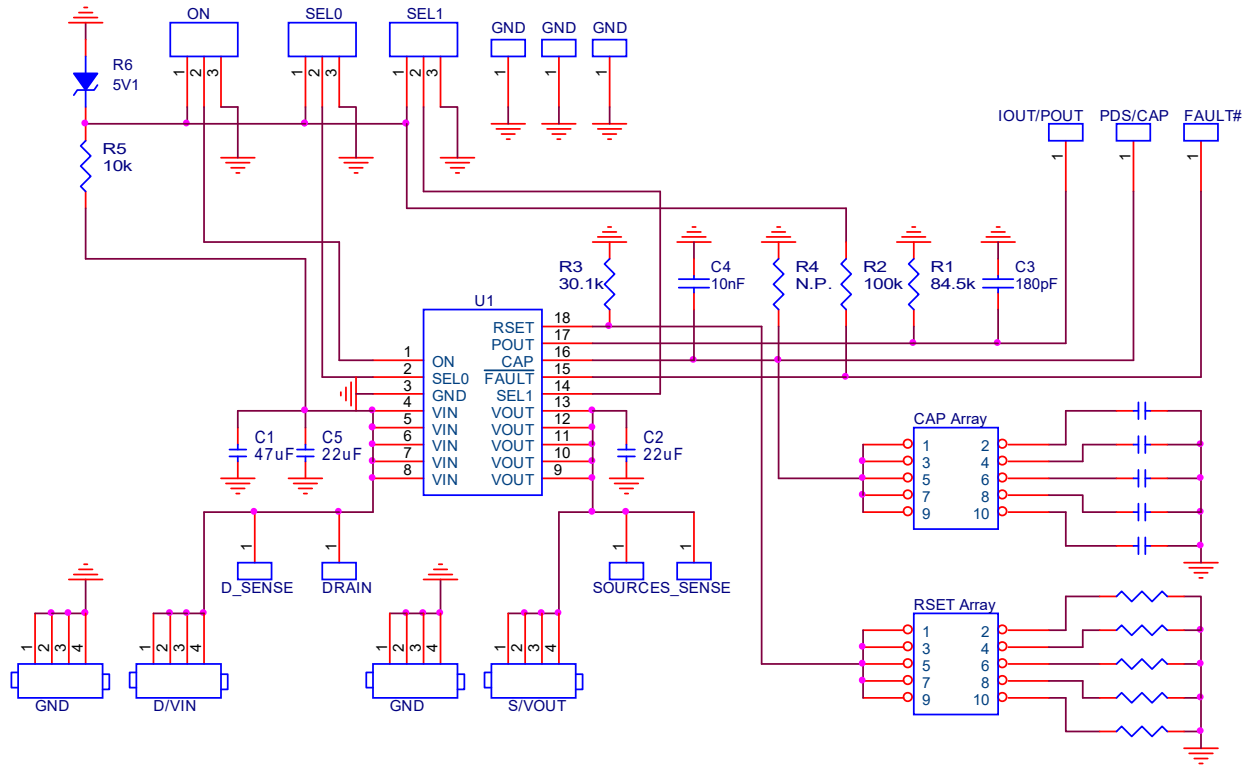 ON
SEL0
SEL1
GND
GND
GND
1
2
3
1
2
3
1
2
3
1
1
1
R6
5V1
R5
10k
IOUT/POUT
PDS/CAP
FAULT#
1
1
1
R3
30.1k
C4
10nF
R4
N.P.
R2
100k
R1
84.5k
C3
180pF
U1
1
2
3
4
5
6
7
8
ON
SEL0
GND
VIN
VIN
VIN
VIN
VIN
RSET
POUT
CAP
FAULT
SEL1
VOUT
VOUT
VOUT
VOUT
VOUT
18
17
16
15
14
13
12
11
10
9
C1
47uF
C5
22uF
C2
22uF
CAP Array
1
2
3
4
5
6
7
8
9
10
1
1
1
1
D_SENSE
DRAIN
SOURCES_SENSE
RSET Array
1
2
3
4
5
6
7
8
9
10
1
2
3
4
1
2
3
4
1
2
3
4
1
2
3
4
GND
D/VIN
GND
S/VOUT